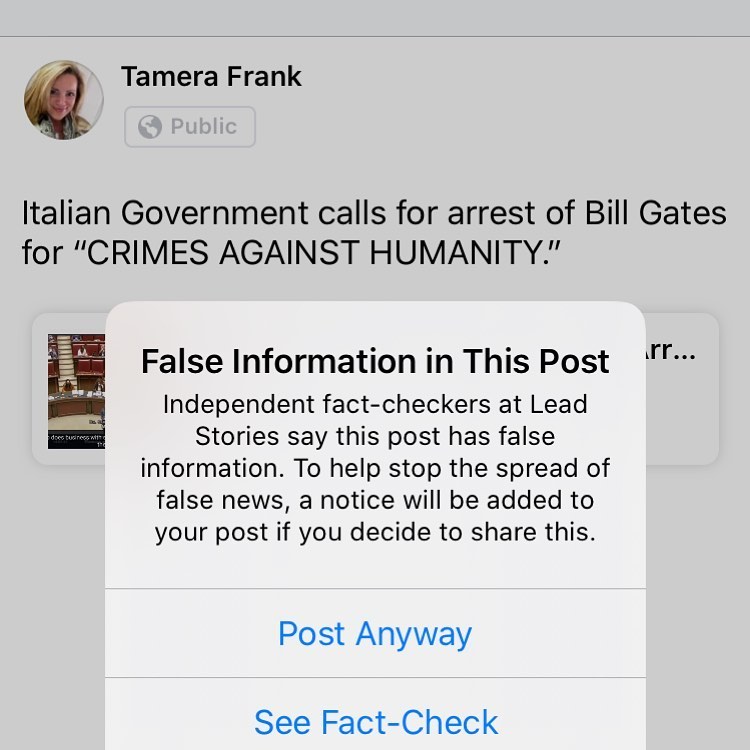 Tamera Frank
Public
Italian Government calls for arrest of Bill Gates
for “CRIMES AGAINST HUMANITY.”
Arr...
does business with
False Information in This Post
Independent fact-checkers at Lead
Stories say this post has false
information. To help stop the spread of
false news, a notice will be added to
your post if you decide to share this.
Post Anyway
See Fact-Check